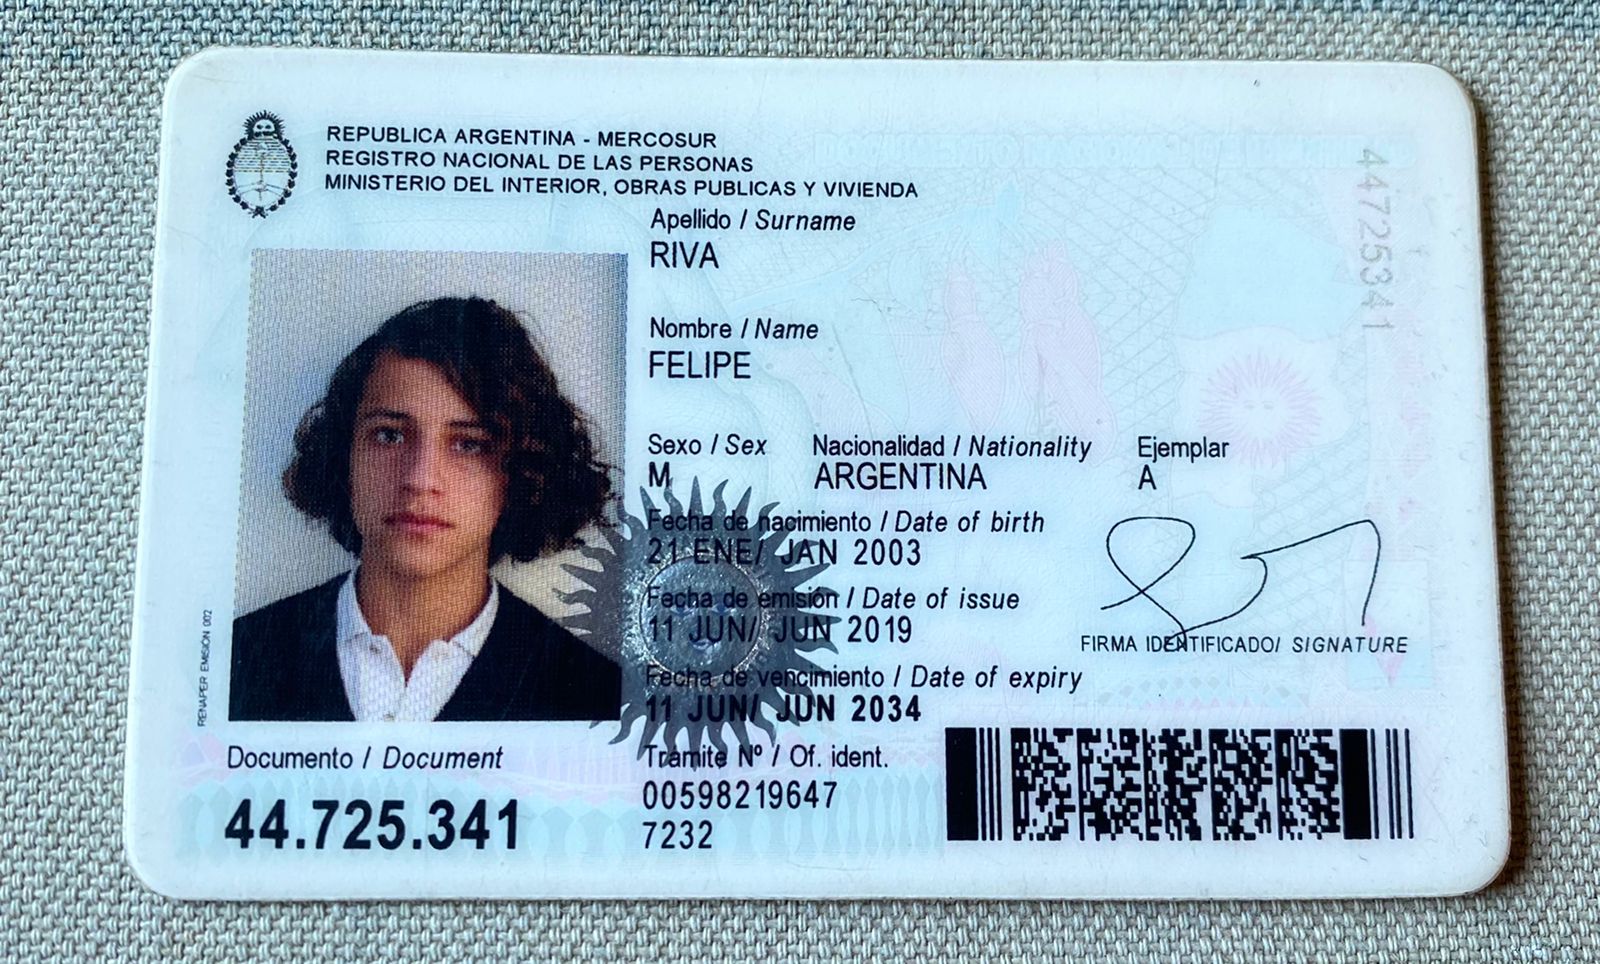 REPUBLICA ARGENTINA - MERCOSUR
REGISTRO NACIONAL DE LAS PERSONAS
MINISTERIO DEL INTERIOR, OBRAS PUBLICAS Y VIVIENDA
Apellido / Surname
RIVA
Nombre / Name
FELIPE
Sexo / Sex Nacionalidad / Nationality Ejemplar
M ARGENTINA A
Fecha de nacimiento / Date of birth
21 ENE/ JAN 2003
Fecha de emisión / Date of issue
11 JUN/ JUN 2019
FIRMA IDENTIFICADO/ SIGNATURE
Fecha de vencimiento / Date of expiry
11 JUN/ JUN 2034
Documento / Document
44.725.341
Tramite Nº / Of. ident.
00598219647
7232
44725341
RENAPER EMISIÓN 002